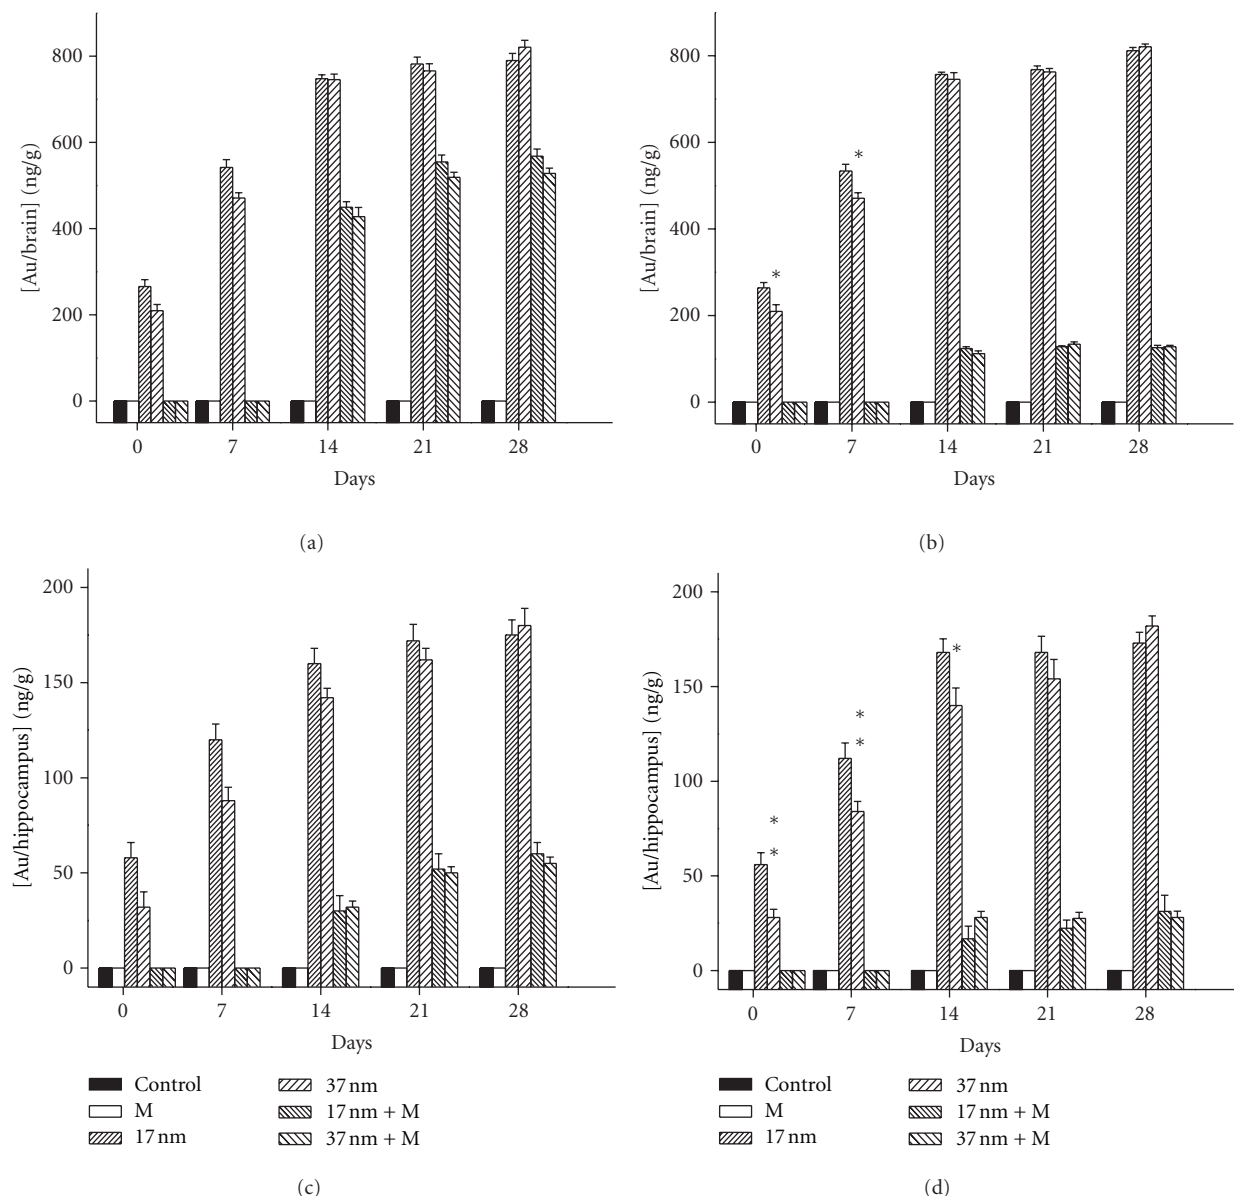 800
600
400
200
0
[Au/brain] (ng/g)
0 7 14 21 28
Days
(a)
800
600
400
200
0
[Au/brain] (ng/g)
* *
0 7 14 21 28
Days
(b)
200
150
100
50
0
[Au/hippocampus] (ng/g)
0 7 14 21 28
Days
Control
M
17 nm
37 nm
17 nm + M
37 nm + M
(c)
200
150
100
50
0
[Au/hippocampus] (ng/g)
*
*
*
*
*
0 7 14 21 28
Days
Control
M
17 nm
37 nm
17 nm + M
37 nm + M
(d)